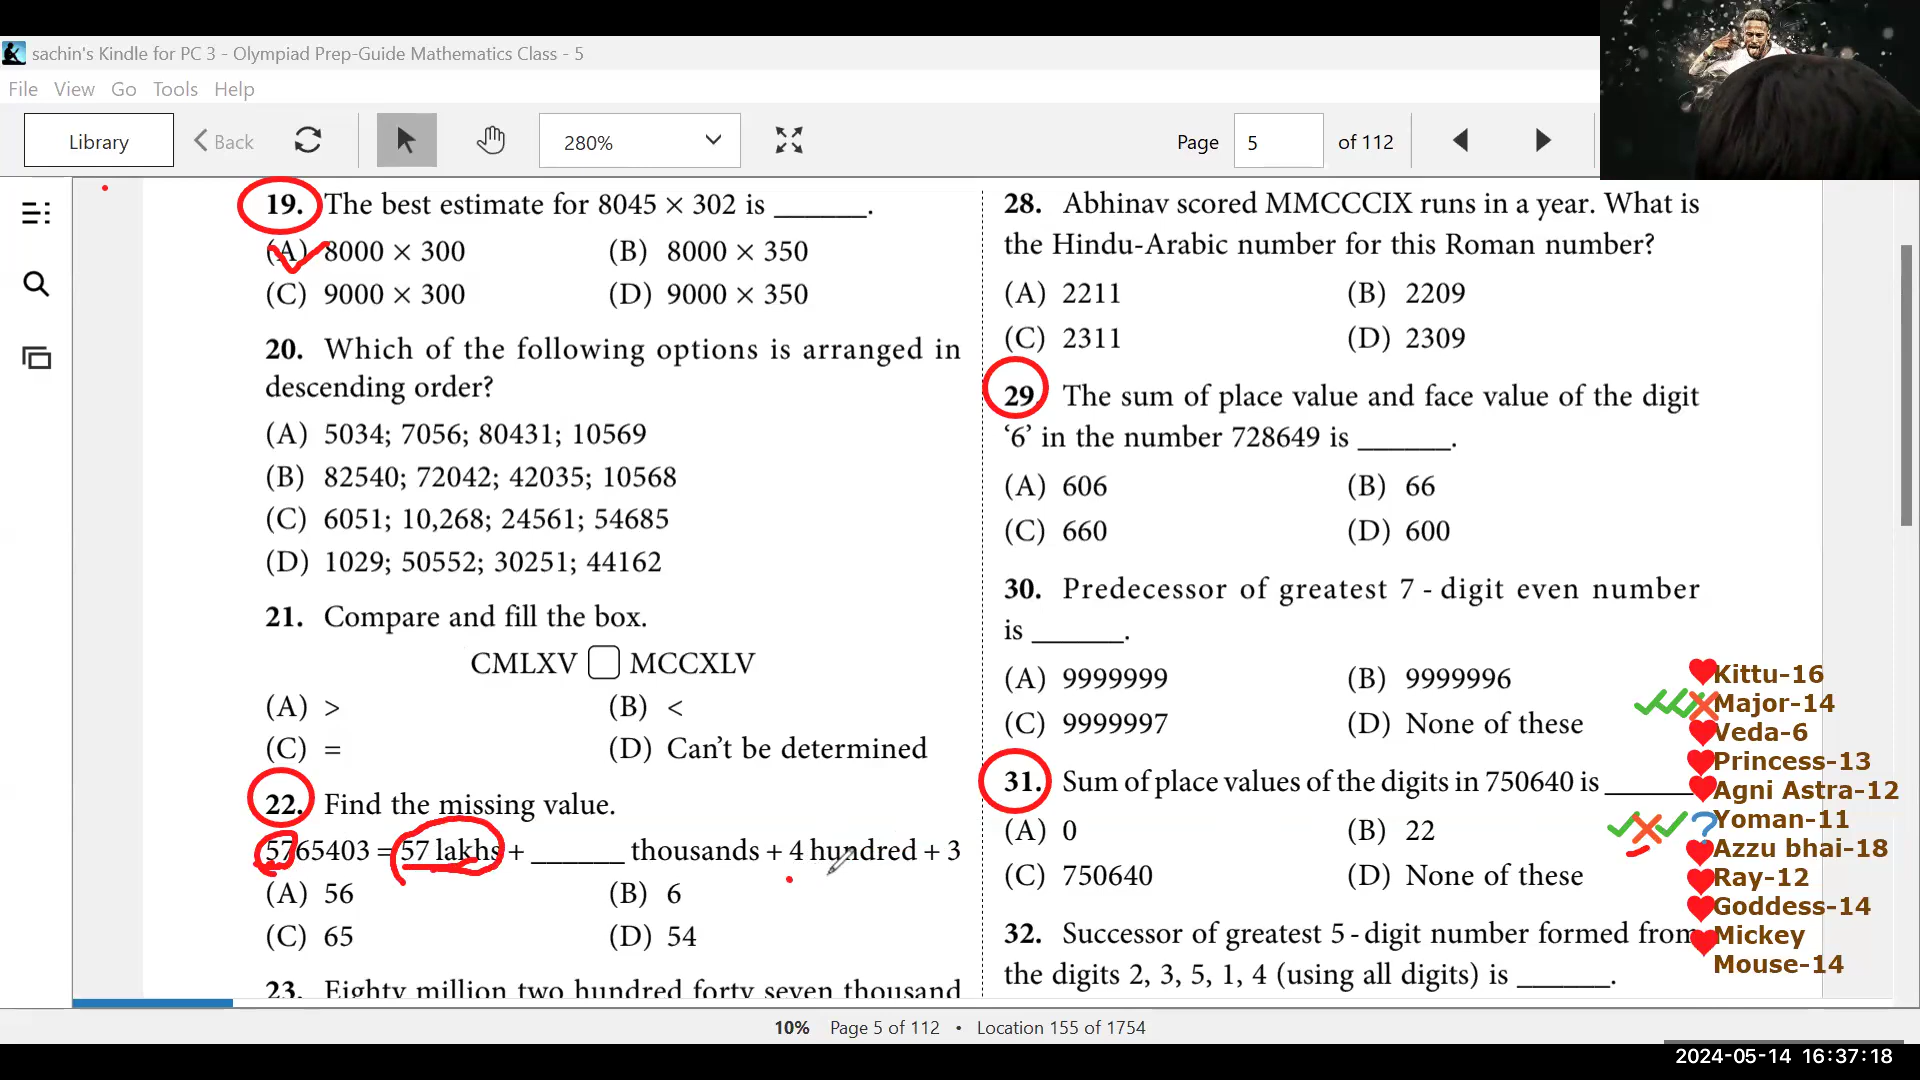 sachin's Kindle for PC 3 - Olympiad Prep-Guide Mathematics Class - 5
File View Go Tools Help
Library Back 280% Page 5 of 112
19. The best estimate for 8045 × 302 is ______.
(A) 8000 × 300 (B) 8000 × 350
(C) 9000 × 300 (D) 9000 × 350
20. Which of the following options is arranged in
descending order?
(A) 5034; 7056; 80431; 10569
(B) 82540; 72042; 42035; 10568
(C) 6051; 10,268; 24561; 54685
(D) 1029; 50552; 30251; 44162
21. Compare and fill the box.
CMLXV □ MCCXLV
(A) > (B) <
(C) = (D) Can't be determined
22. Find the missing value.
5765403 = 57 lakhs + ______ thousands + 4 hundred + 3
(A) 56 (B) 6
(C) 65 (D) 54
23. Eighty million two hundred forty seven thousand
28. Abhinav scored MMCCCIX runs in a year. What is
the Hindu-Arabic number for this Roman number?
(A) 2211 (B) 2209
(C) 2311 (D) 2309
29. The sum of place value and face value of the digit
‘6’ in the number 728649 is ______.
(A) 606 (B) 66
(C) 660 (D) 600
30. Predecessor of greatest 7 - digit even number
is ______.
(A) 9999999 (B) 9999996
(C) 9999997 (D) None of these
31. Sum of place values of the digits in 750640 is ______
(A) 0 (B) 22
(C) 750640 (D) None of these
32. Successor of greatest 5 - digit number formed from
the digits 2, 3, 5, 1, 4 (using all digits) is ______.
Kittu-16
Major-14
Veda-6
Princess-13
Agni Astra-12
?Yoman-11
Azzu bhai-18
Ray-12
Goddess-14
Mickey
Mouse-14
10% Page 5 of 112 • Location 155 of 1754
2024-05-14 16:37:18